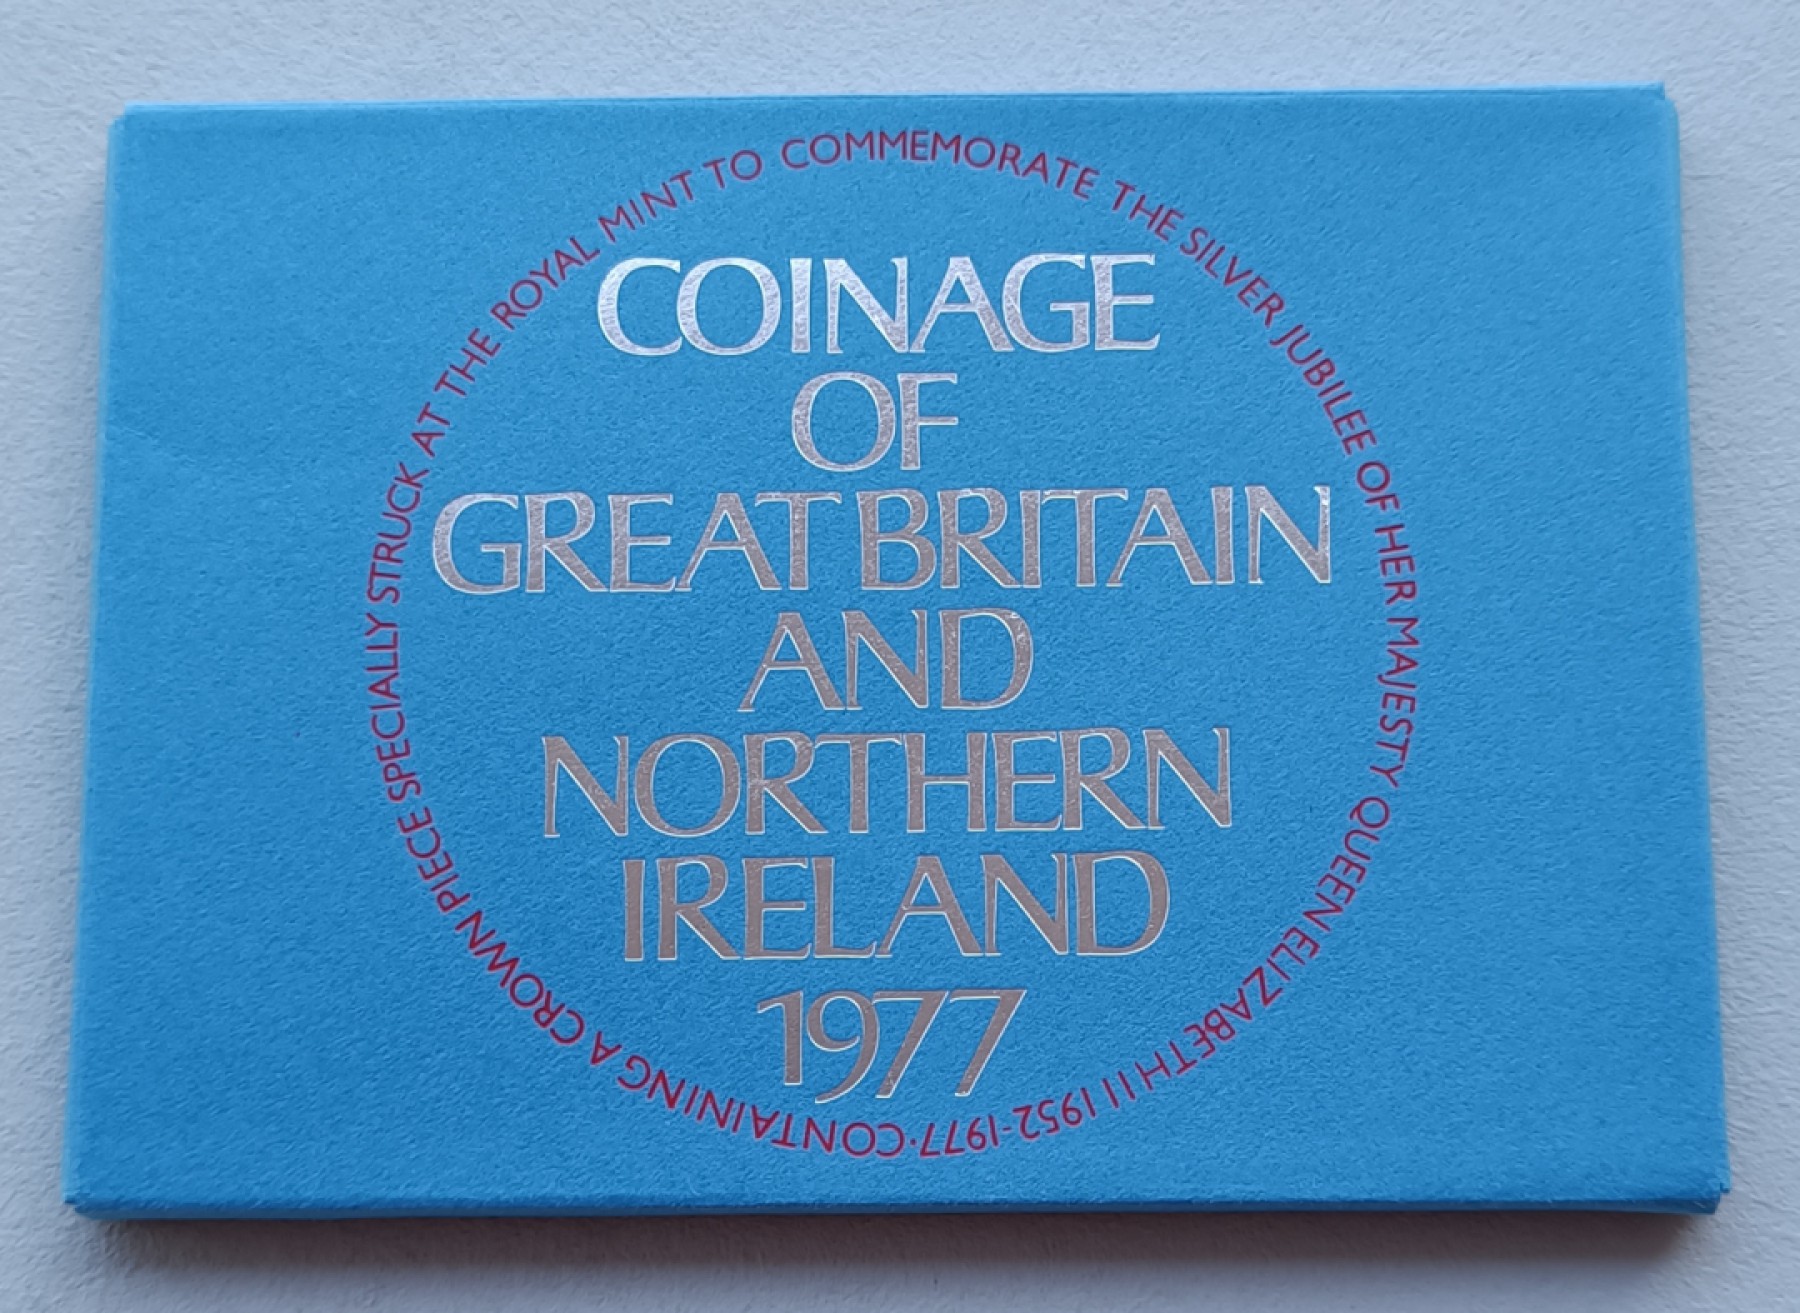 COINAGE
OF
GREAT BRITAIN
AND
NORTHERN
IRELAND
1977
CONTAINING A CROWN PIECE SPECIALLY STRUCK AT THE ROYAL MINT TO COMMEMORATE THE SILVER JUBILEE OF HER MAJESTY QUEEN ELIZABETH II 1952-1977·